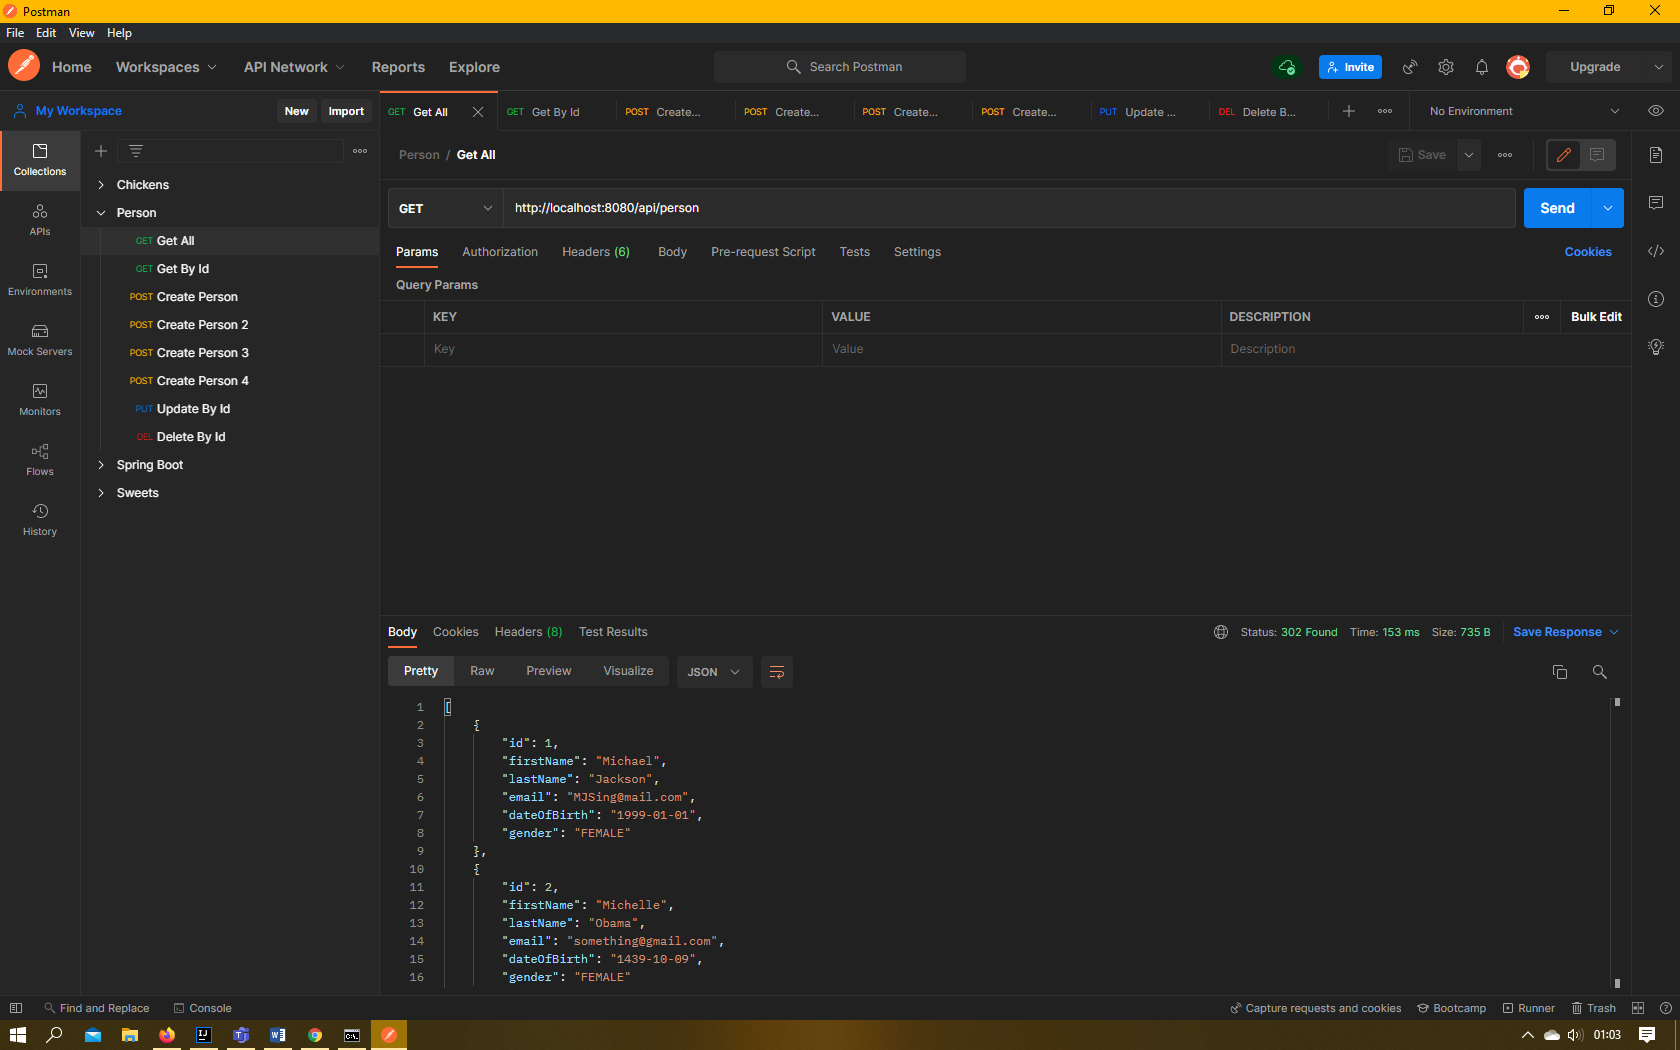 Postman
File Edit View Help
Home Workspaces API Network Reports Explore Search Postman Invite Upgrade
My Workspace New Import GET Get All GET Get By Id POST Create... POST Create... POST Create... POST Create... PUT Update ... DEL Delete B... No Environment
Person / Get All Save
Collections
APIs
Environments
Mock Servers
Monitors
Flows
History
Chickens
Person
GET Get All
GET Get By Id
POST Create Person
POST Create Person 2
POST Create Person 3
POST Create Person 4
PUT Update By Id
DEL Delete By Id
Spring Boot
Sweets
GET http://localhost:8080/api/person Send
Params Authorization Headers (6) Body Pre-request Script Tests Settings Cookies
Query Params
KEY VALUE DESCRIPTION Bulk Edit
Key Value Description
Body Cookies Headers (8) Test Results Status: 302 Found Time: 153 ms Size: 735 B Save Response
Pretty Raw Preview Visualize JSON
1 [
2 {
3 "id": 1,
4 "firstName": "Michael",
5 "lastName": "Jackson",
6 "email": "MJSing@mail.com",
7 "dateOfBirth": "1999-01-01",
8 "gender": "FEMALE"
9 },
10 {
11 "id": 2,
12 "firstName": "Michelle",
13 "lastName": "Obama",
14 "email": "something@gmail.com",
15 "dateOfBirth": "1439-10-09",
16 "gender": "FEMALE"
Find and Replace Console Capture requests and cookies Bootcamp Runner Trash
01:03